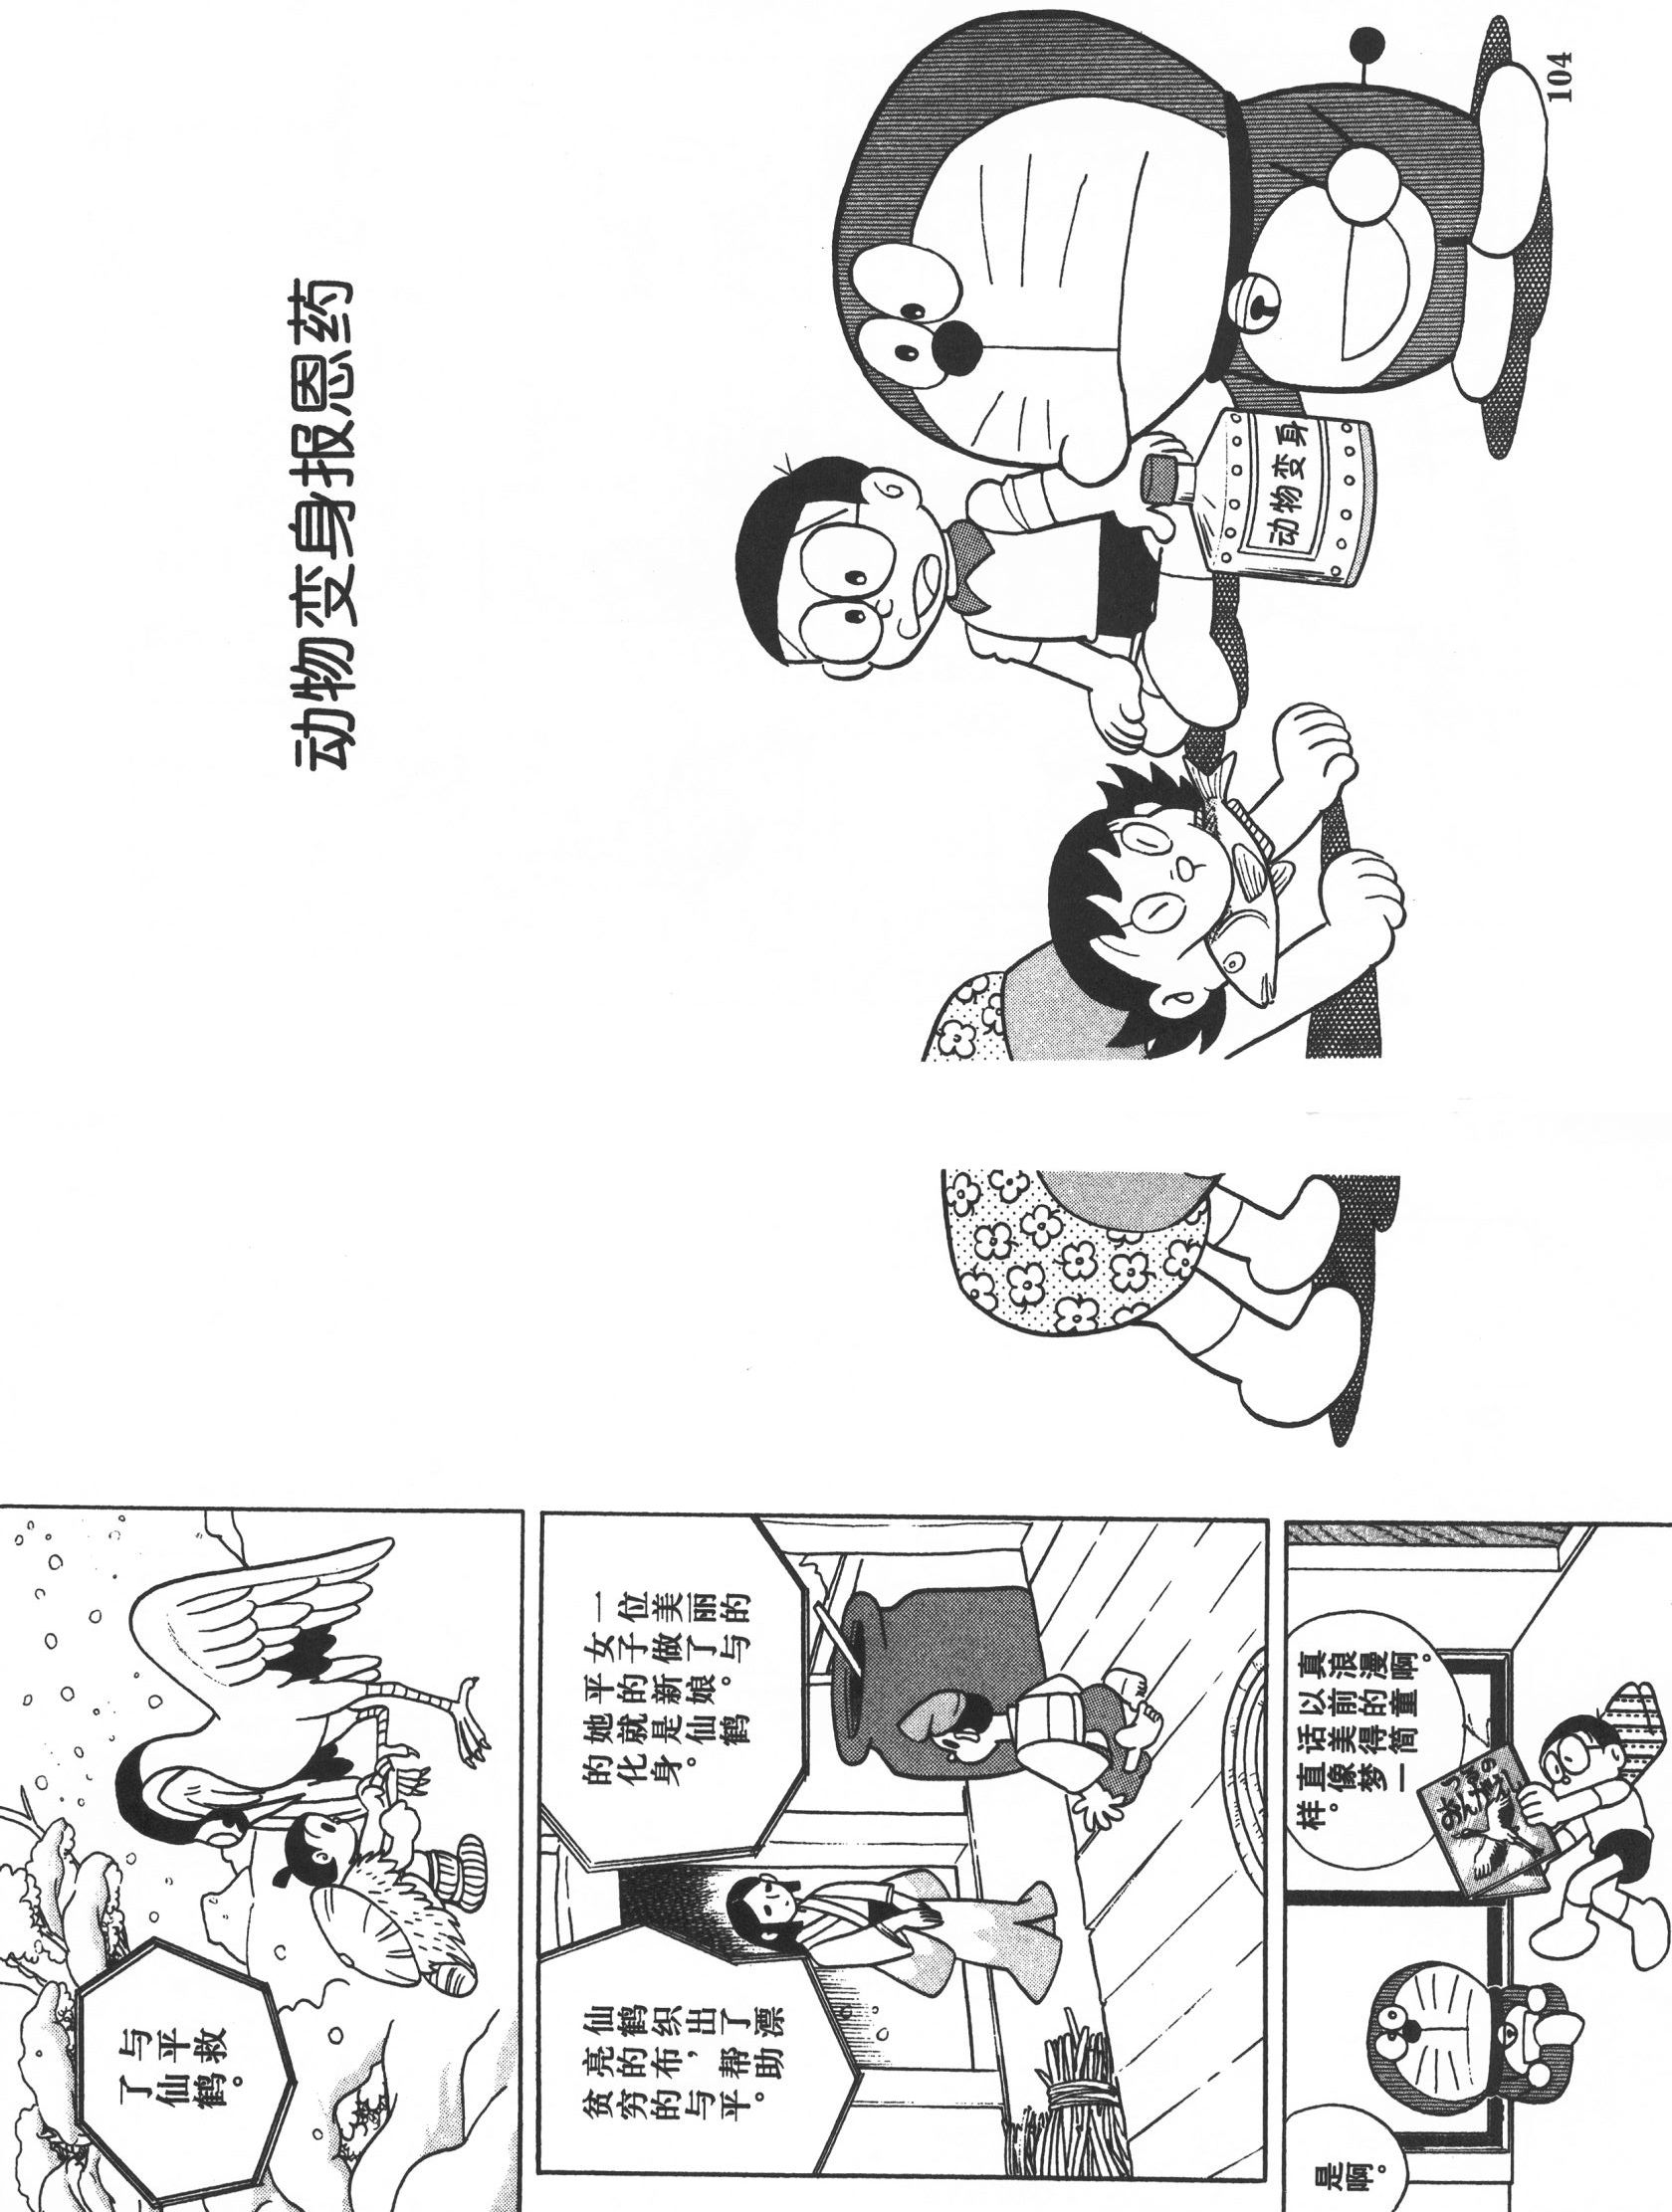 动物变身报恩药
动物变身
104
与平救
了仙鹤。
一位美丽的
女子做了与
平的新娘。
她就是仙鹤
的化身。
仙鹤织出了漂
亮的布，帮助
贫穷的与平。
真浪漫啊。
以前的童
话美得简
直像梦一
样。
是啊。